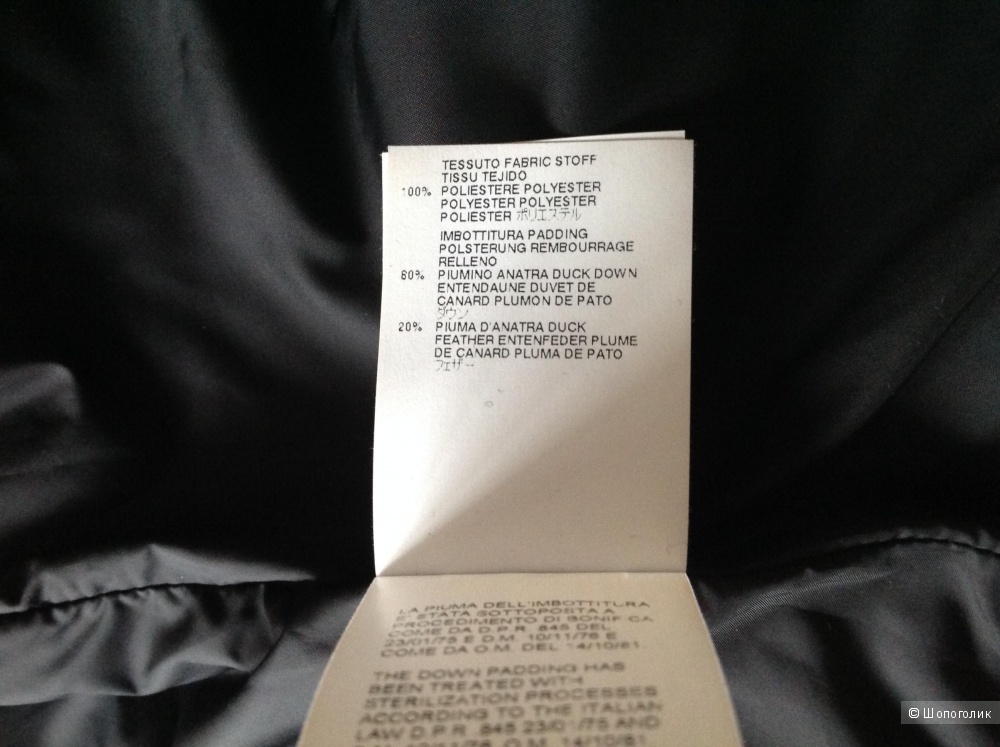 TESSUTO FABRIC STOFF
TISSU TEJIDO
100% POLIESTERE POLYESTER
POLYESTER POLYESTER
POLIESTER ポリエステル
IMBOTTITURA PADDING
POLSTERUNG REMBOURRAGE
RELLENO
80% PIUMINO ANATRA DUCK DOWN
ENTENDAUNE DUVET DE
CANARD PLUMON DE PATO
ダウン
20% PIUMA D'ANATRA DUCK
FEATHER ENTENFEDER PLUME
DE CANARD PLUMA DE PATO
フェザー
LA PIUMA DELL'IMBOTTITURA
E' STATA SOTTOPOSTA A
PROCEDIMENTO DI BONIFICA
COME DA D.P.R. 845 DEL
23/01/75 E D.M. 10/11/76 E
COME DA O.M. DEL 14/10/81.
THE DOWN PADDING HAS
BEEN TREATED WITH
STERILIZATION PROCESSES
ACCORDING TO THE ITALIAN
LAW D.P.R. 845 23/01/75 AND
O.M. 14/10/81
© Шопоголик